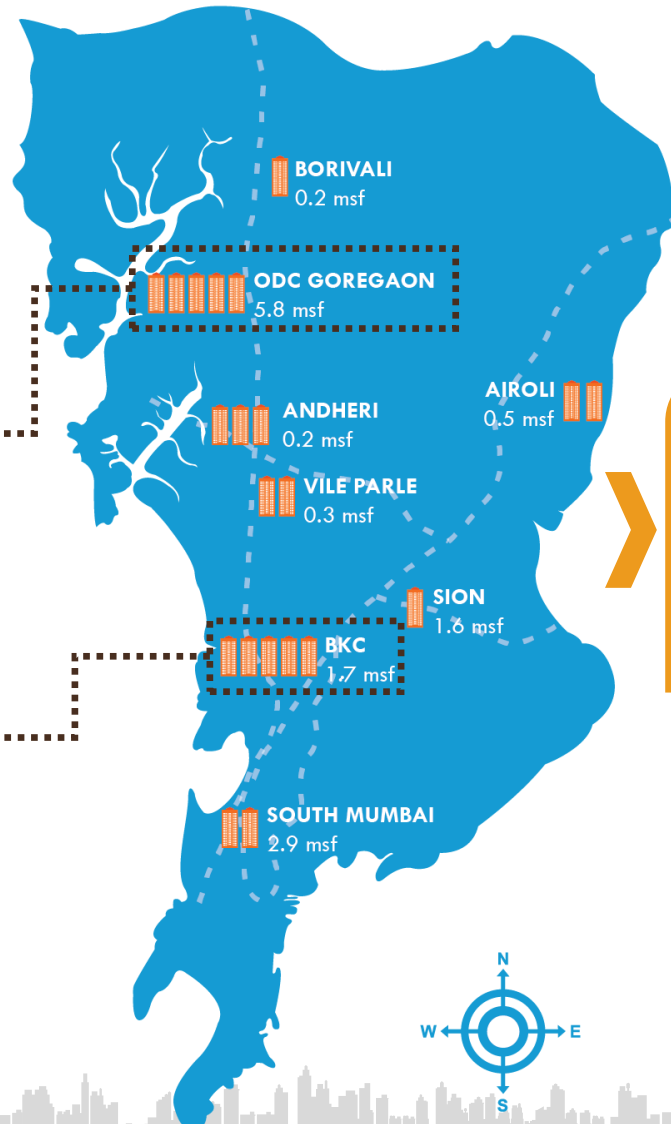 BORIVALI
0.2 msf
ODC GOREGAON
5.8 msf
ANDHERI
0.2 msf
AIROLI
0.5 msf
VILE PARLE
0.3 msf
SION
1.6 msf
BKC
1.7 msf
SOUTH MUMBAI
2.9 msf
N
W
E
S